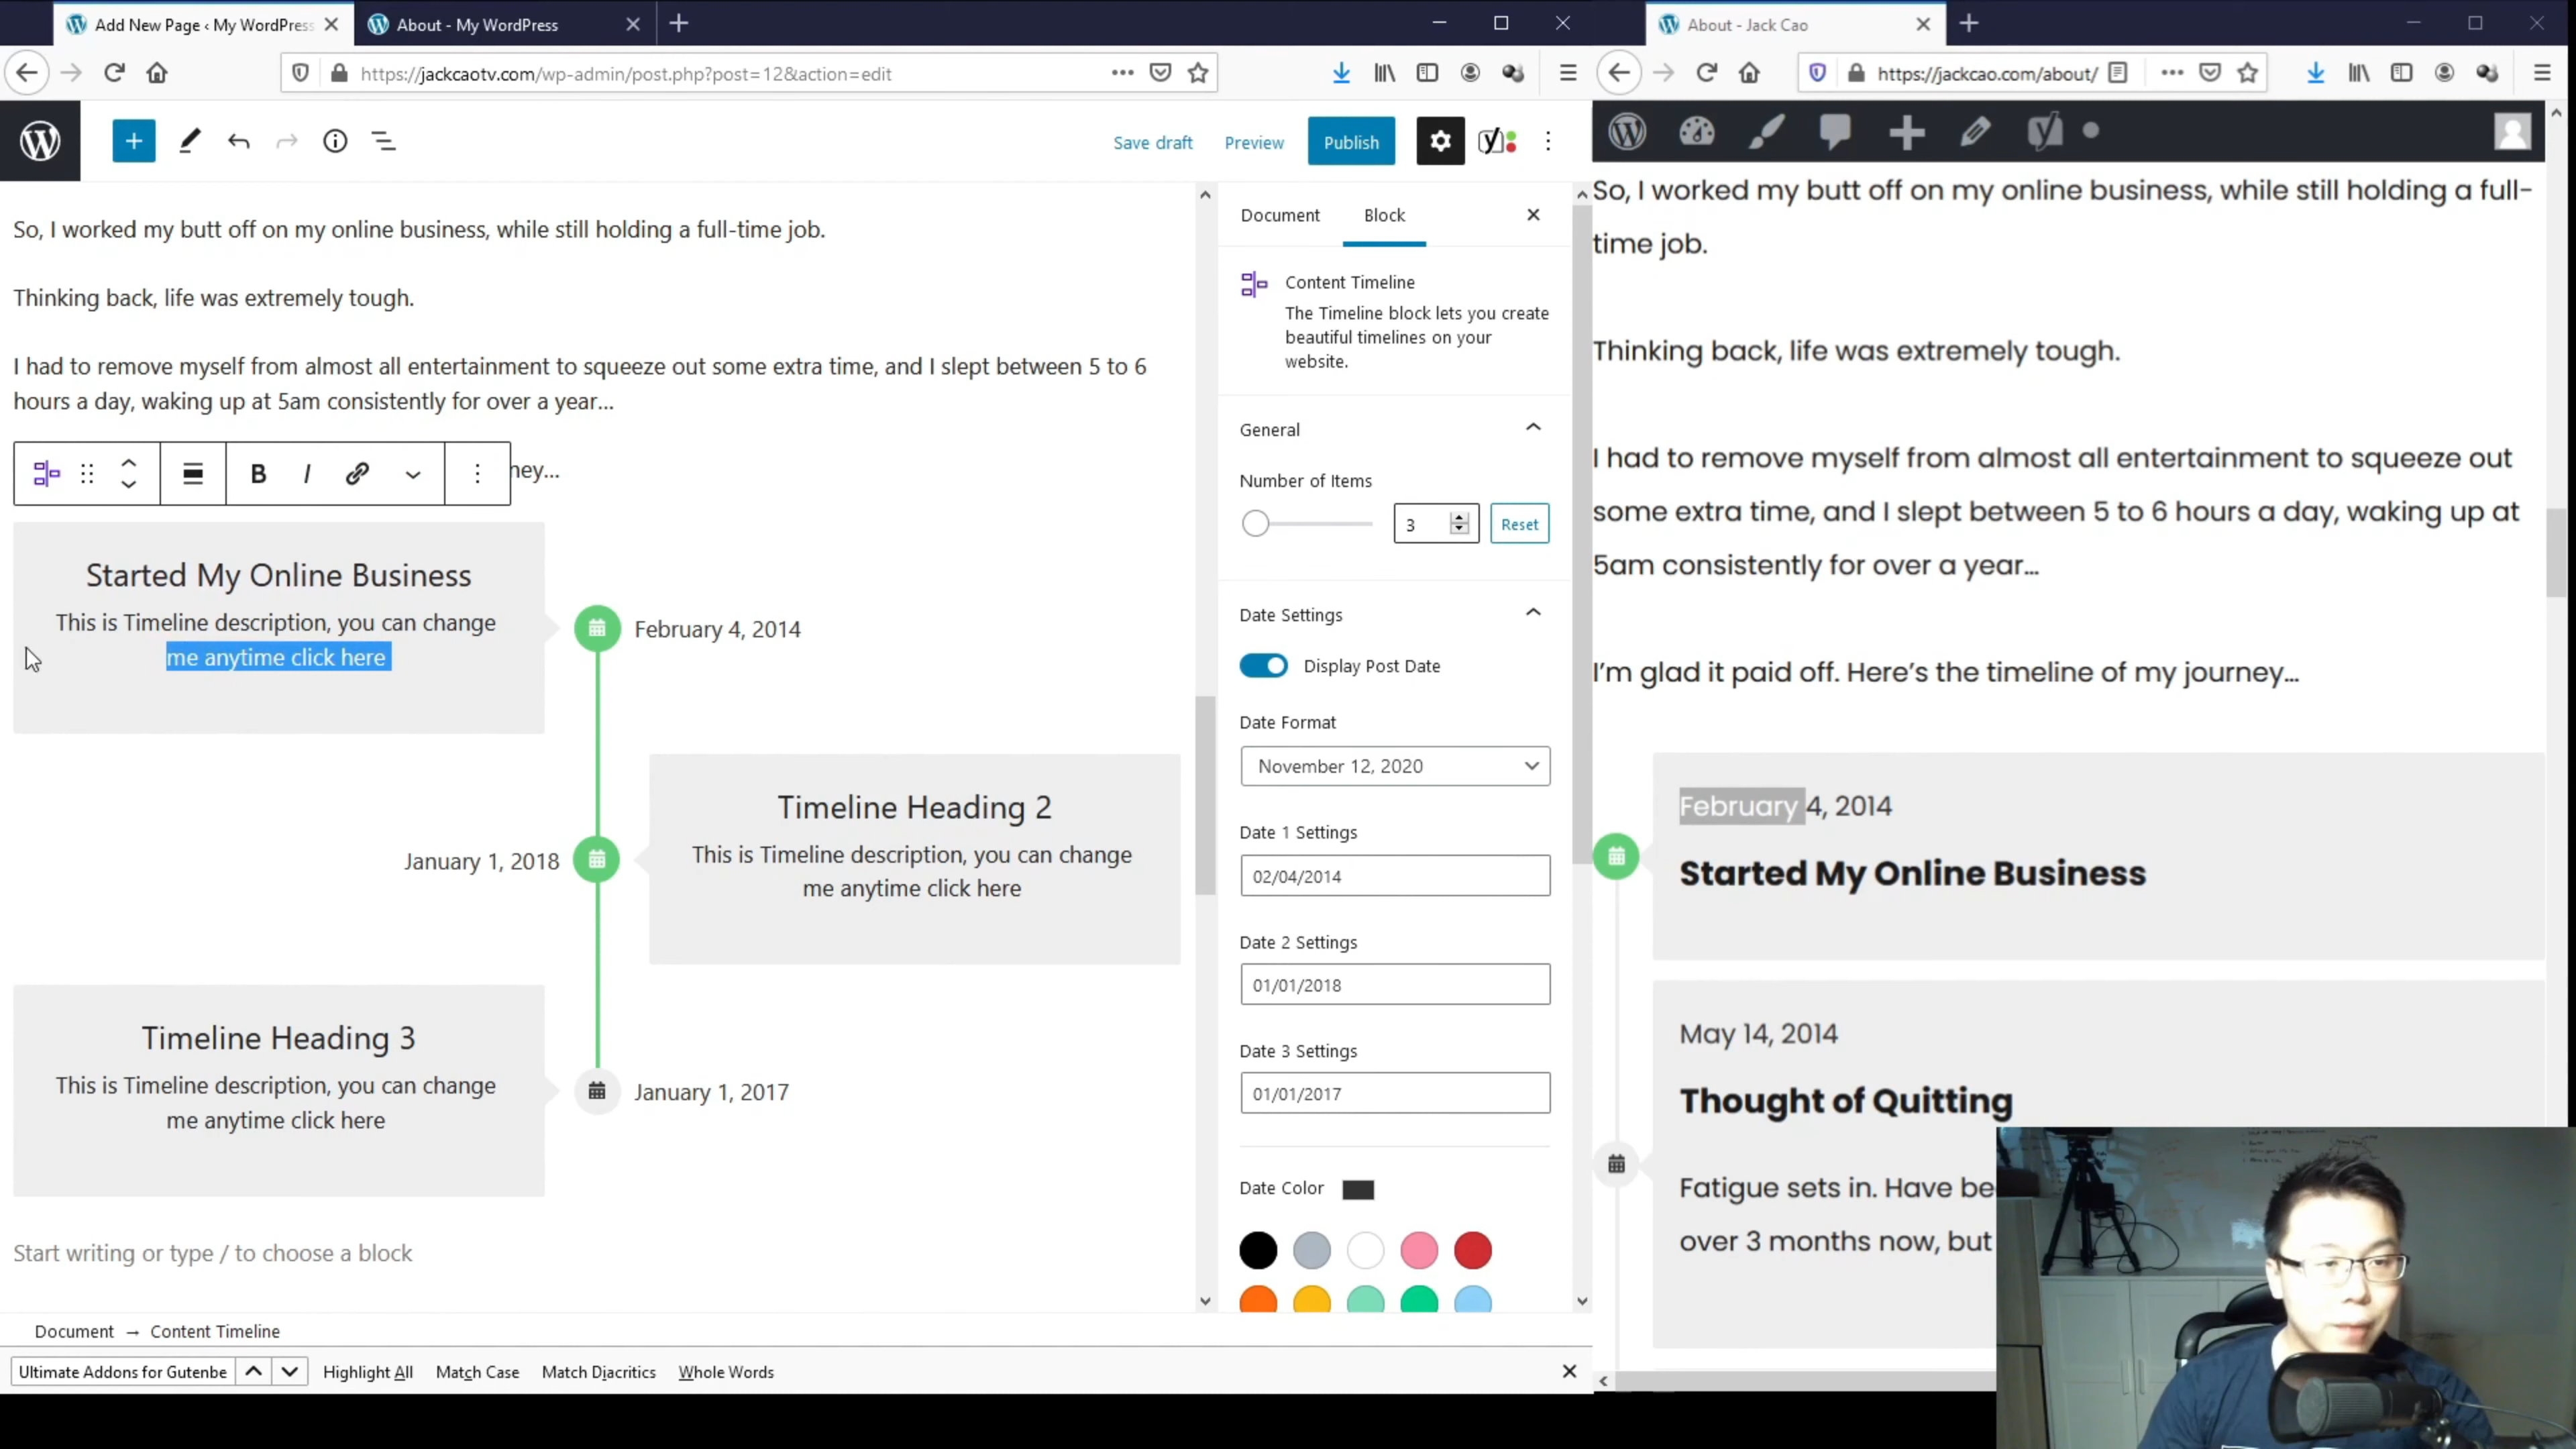 Add New Page ‹ My WordPress
About - My WordPress
https://jackcaotv.com/wp-admin/post.php?post=12&action=edit
Save draft
Preview
Publish
So, I worked my butt off on my online business, while still holding a full-time job.
Thinking back, life was extremely tough.
I had to remove myself from almost all entertainment to squeeze out some extra time, and I slept between 5 to 6
hours a day, waking up at 5am consistently for over a year...
B I
ney...
Started My Online Business
This is Timeline description, you can change
me anytime click here
February 4, 2014
Timeline Heading 2
This is Timeline description, you can change
me anytime click here
January 1, 2018
Timeline Heading 3
This is Timeline description, you can change
me anytime click here
January 1, 2017
Start writing or type / to choose a block
Document → Content Timeline
Ultimate Addons for Gutenbe
Highlight All
Match Case
Match Diacritics
Whole Words
Document
Block
Content Timeline
The Timeline block lets you create
beautiful timelines on your
website.
General
Number of Items
3
Reset
Date Settings
Display Post Date
Date Format
November 12, 2020
Date 1 Settings
02/04/2014
Date 2 Settings
01/01/2018
Date 3 Settings
01/01/2017
Date Color
About - Jack Cao
https://jackcao.com/about/
So, I worked my butt off on my online business, while still holding a full-
time job.
Thinking back, life was extremely tough.
I had to remove myself from almost all entertainment to squeeze out
some extra time, and I slept between 5 to 6 hours a day, waking up at
5am consistently for over a year...
I'm glad it paid off. Here's the timeline of my journey...
February 4, 2014
Started My Online Business
May 14, 2014
Thought of Quitting
Fatigue sets in. Have be
over 3 months now, but